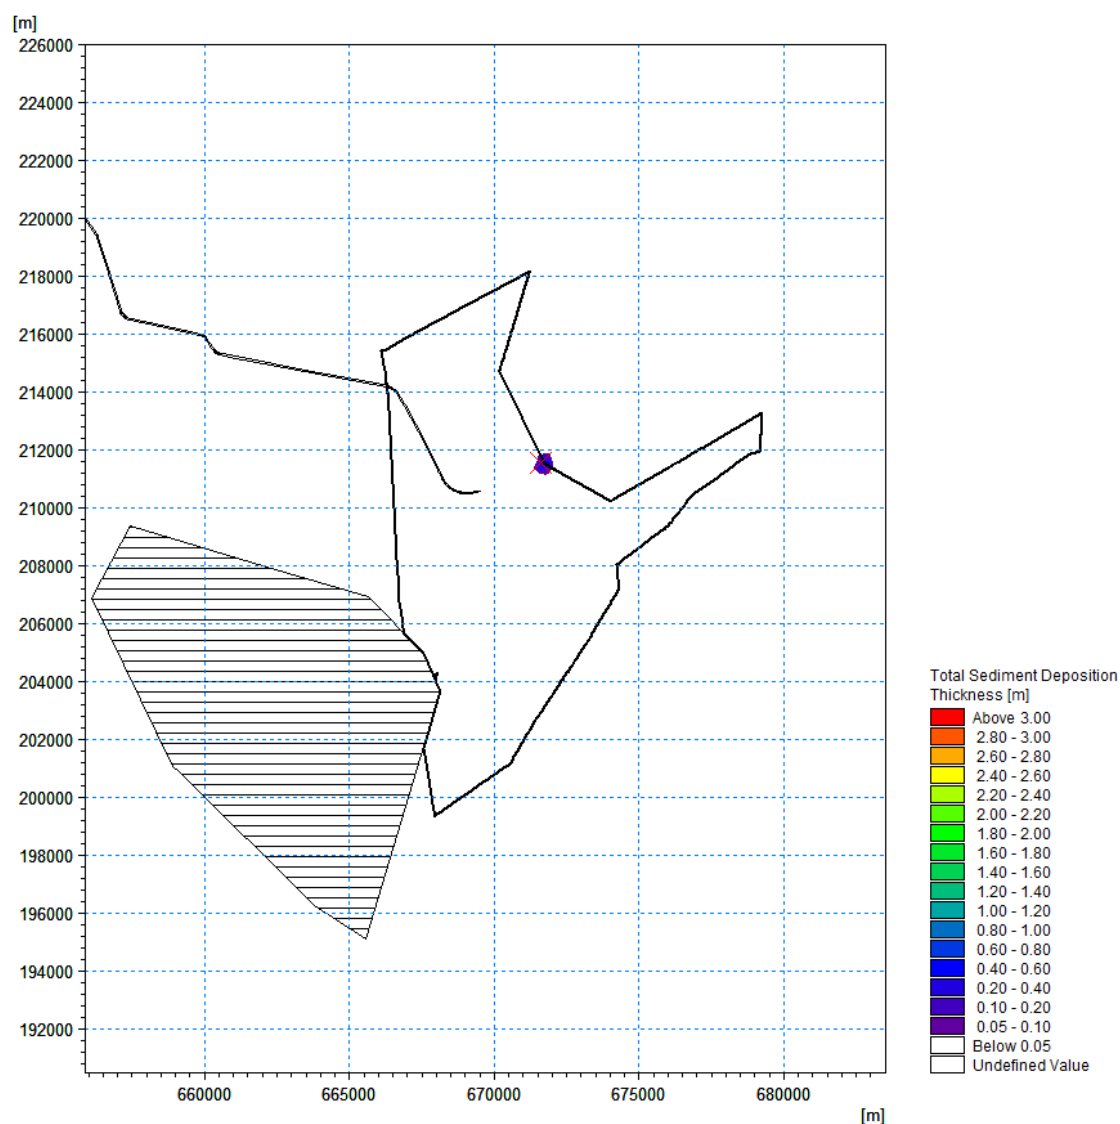 [m]
226000
224000
222000
220000
218000
216000
214000
212000
210000
208000
206000
204000
202000
200000
198000
196000
194000
192000
660000 665000 670000 675000 680000
[m]
Total Sediment Deposition
Thickness [m]
Above 3.00
2.80 - 3.00
2.60 - 2.80
2.40 - 2.60
2.20 - 2.40
2.00 - 2.20
1.80 - 2.00
1.60 - 1.80
1.40 - 1.60
1.20 - 1.40
1.00 - 1.20
0.80 - 1.00
0.60 - 0.80
0.40 - 0.60
0.20 - 0.40
0.10 - 0.20
0.05 - 0.10
Below 0.05
Undefined Value